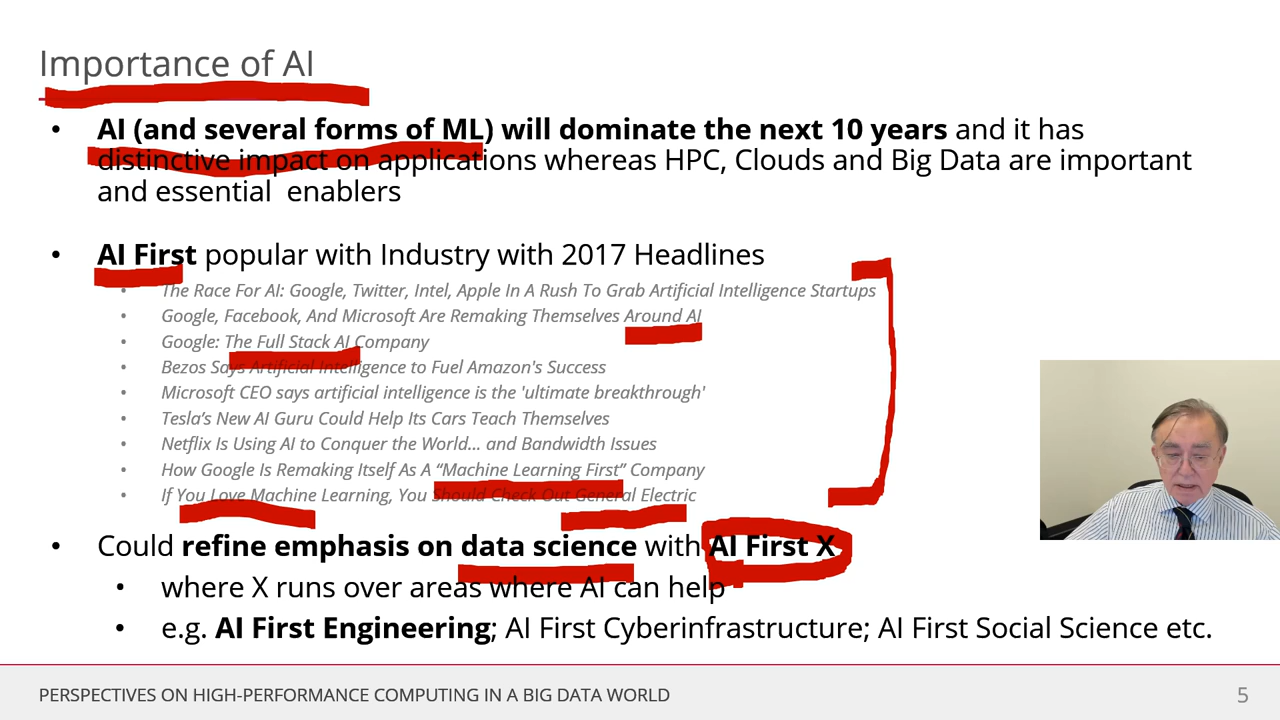 Importance of AI
• AI (and several forms of ML) will dominate the next 10 years and it has
distinctive impact on applications whereas HPC, Clouds and Big Data are important
and essential enablers
• AI First popular with Industry with 2017 Headlines
• The Race For AI: Google, Twitter, Intel, Apple In A Rush To Grab Artificial Intelligence Startups
• Google, Facebook, And Microsoft Are Remaking Themselves Around AI
• Google: The Full Stack AI Company
• Bezos Says Artificial Intelligence to Fuel Amazon's Success
• Microsoft CEO says artificial intelligence is the 'ultimate breakthrough'
• Tesla’s New AI Guru Could Help Its Cars Teach Themselves
• Netflix Is Using AI to Conquer the World... and Bandwidth Issues
• How Google Is Remaking Itself As A “Machine Learning First” Company
• If You Love Machine Learning, You Should Check Out General Electric
• Could refine emphasis on data science with AI First X
• where X runs over areas where AI can help
• e.g. AI First Engineering; AI First Cyberinfrastructure; AI First Social Science etc.
PERSPECTIVES ON HIGH-PERFORMANCE COMPUTING IN A BIG DATA WORLD
5